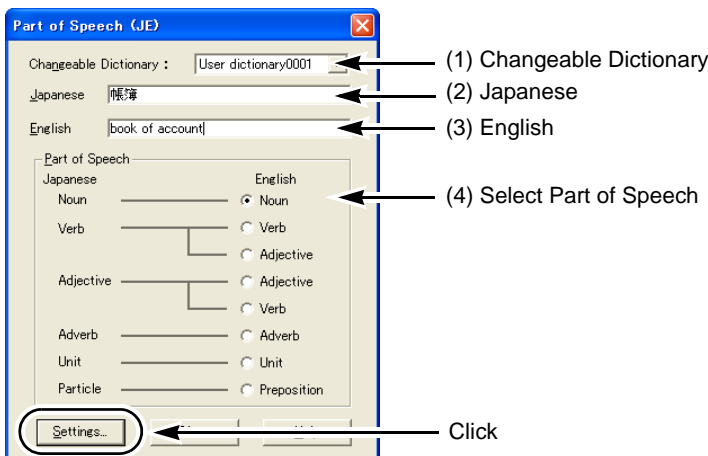 Part of Speech (JE)
Changeable Dictionary : User dictionary0001
(1) Changeable Dictionary
Japanese 帳簿
(2) Japanese
English book of account
(3) English
Part of Speech
Japanese English
Noun Noun
(4) Select Part of Speech
Verb Verb
Adjective
Adjective Adjective
Verb
Adverb Adverb
Unit Unit
Particle Preposition
Settings...
Click